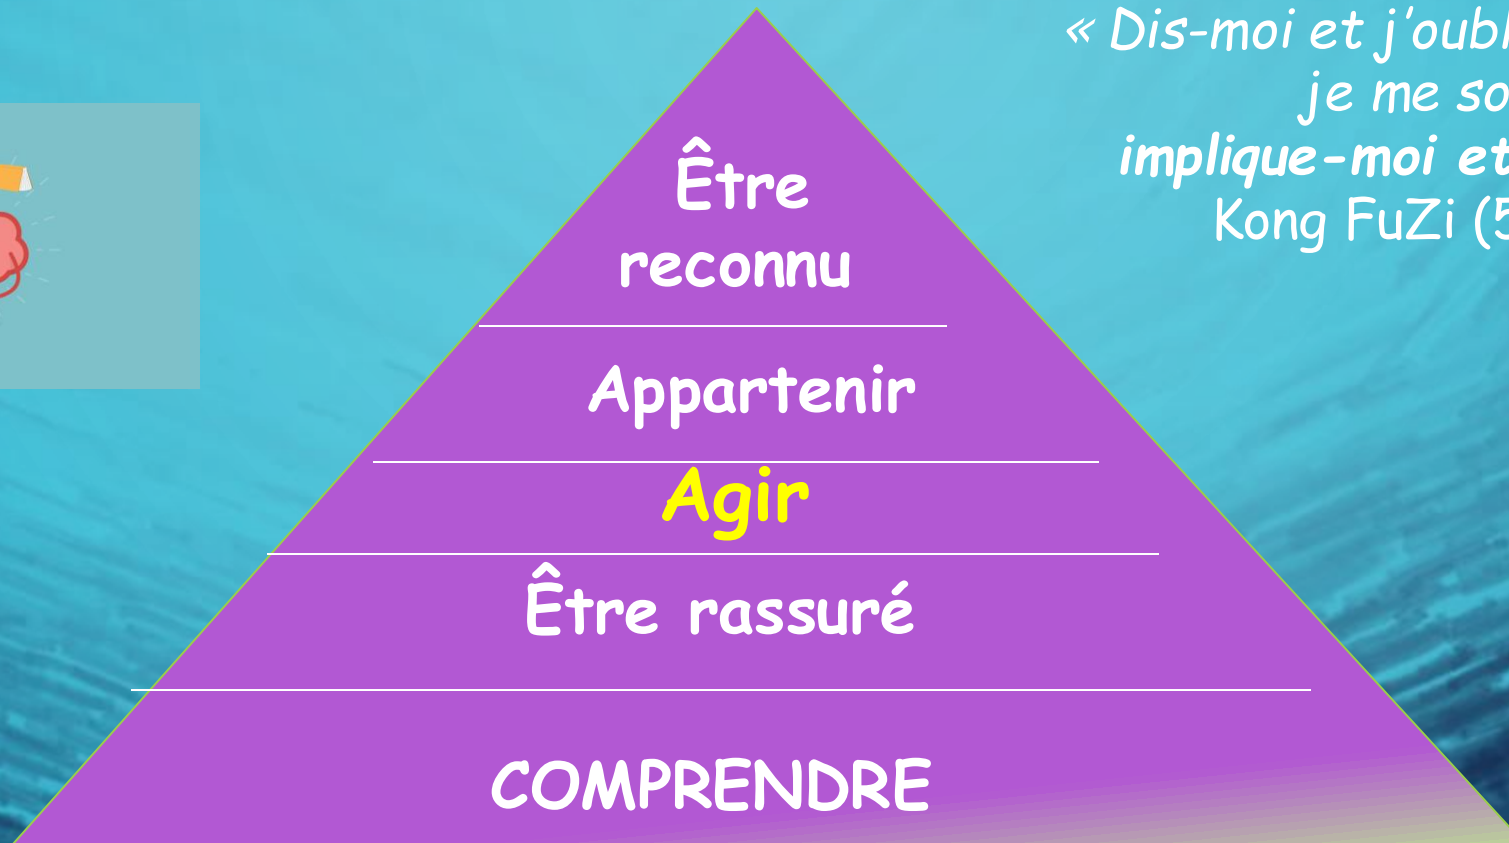 « Dis-moi et j’oubl
je me so
implique-moi et
Kong FuZi (5
Être
reconnu
Appartenir
Agir
Être rassuré
COMPRENDRE